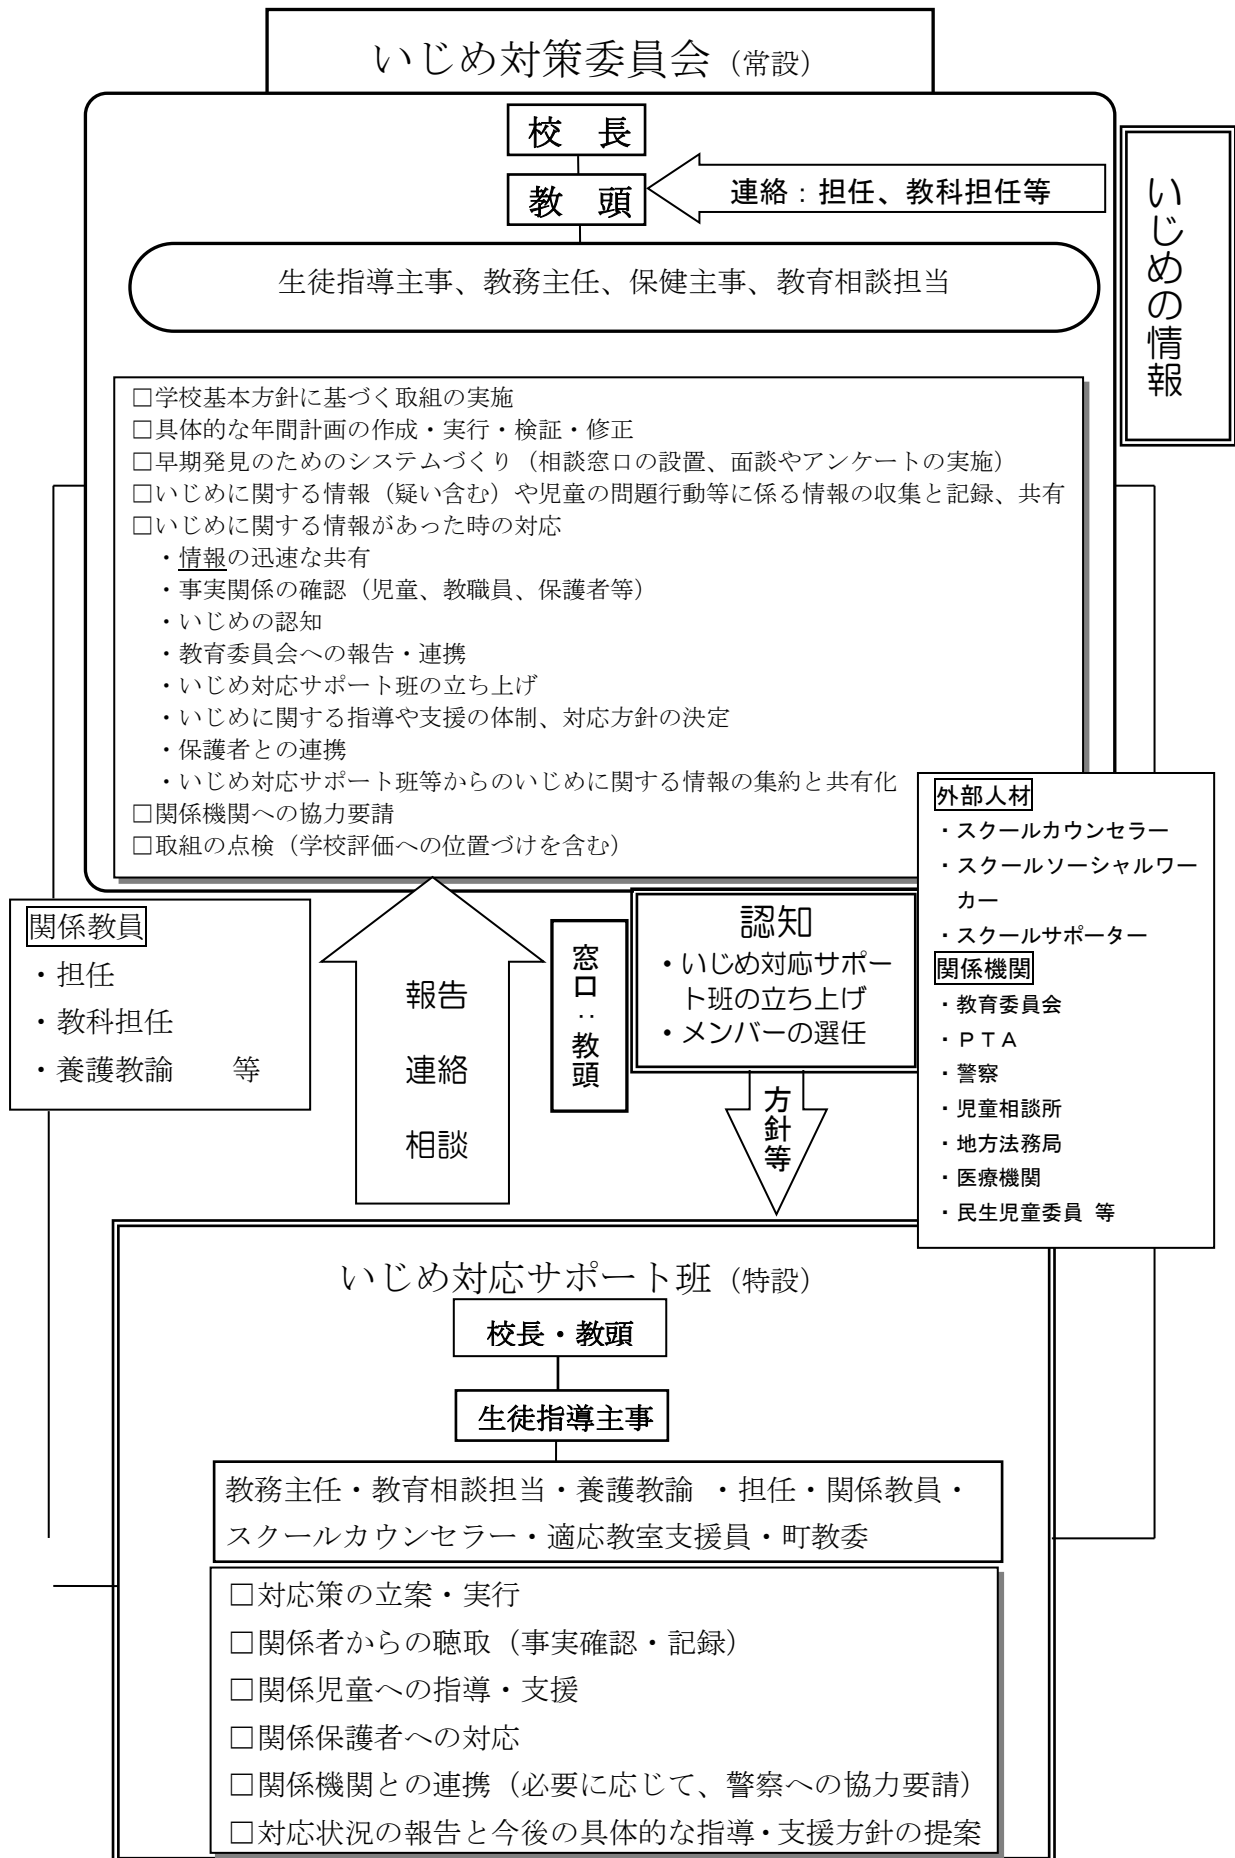 いじめ対策委員会（常設）
校　長
教　頭
連絡：担任、教科担任等
いじめの情報
生徒指導主事、教務主任、保健主事、教育相談担当
□学校基本方針に基づく取組の実施
□具体的な年間計画の作成・実行・検証・修正
□早期発見のためのシステムづくり（相談窓口の設置、面談やアンケートの実施）
□いじめに関する情報（疑い含む）や児童の問題行動等に係る情報の収集と記録、共有
□いじめに関する情報があった時の対応
・情報の迅速な共有
・事実関係の確認（児童、教職員、保護者等）
・いじめの認知
・教育委員会への報告・連携
・いじめ対応サポート班の立ち上げ
・いじめに関する指導や支援の体制、対応方針の決定
・保護者との連携
・いじめ対応サポート班等からのいじめに関する情報の集約と共有化
□関係機関への協力要請
□取組の点検（学校評価への位置づけを含む）
関係教員
・担任
・教科担任
・養護教諭　　等
報告
連絡
相談
窓口：教頭
認知
・いじめ対応サポー
ト班の立ち上げ
・メンバーの選任
方針等
外部人材
・スクールカウンセラー
・スクールソーシャルワー
カー
・スクールサポーター
関係機関
・教育委員会
・ＰＴＡ
・警察
・児童相談所
・地方法務局
・医療機関
・民生児童委員 等
いじめ対応サポート班（特設）
校長・教頭
生徒指導主事
教務主任・教育相談担当・養護教諭 ・担任・関係教員・
スクールカウンセラー・適応教室支援員・町教委
□対応策の立案・実行
□関係者からの聴取（事実確認・記録）
□関係児童への指導・支援
□関係保護者への対応
□関係機関との連携（必要に応じて、警察への協力要請）
□対応状況の報告と今後の具体的な指導・支援方針の提案